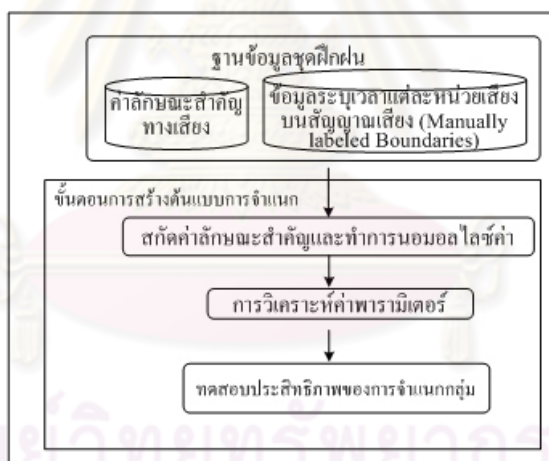 ฐานข้อมูลชุดฝึกฝน
ค่าลักษณะสำคัญ
ทางเสียง
ข้อมูลระบุเวลาแต่ละหน่วยเสียง
บนสัญญาณเสียง (Manually
labeled Boundaries)
ขั้นตอนการสร้างต้นแบบการจำแนก
สกัดค่าลักษณะสำคัญและทำการนอมอลไลซ์ค่า
การวิเคราะห์ค่าพารามิเตอร์
ทดสอบประสิทธิภาพของการจำแนกกลุ่ม